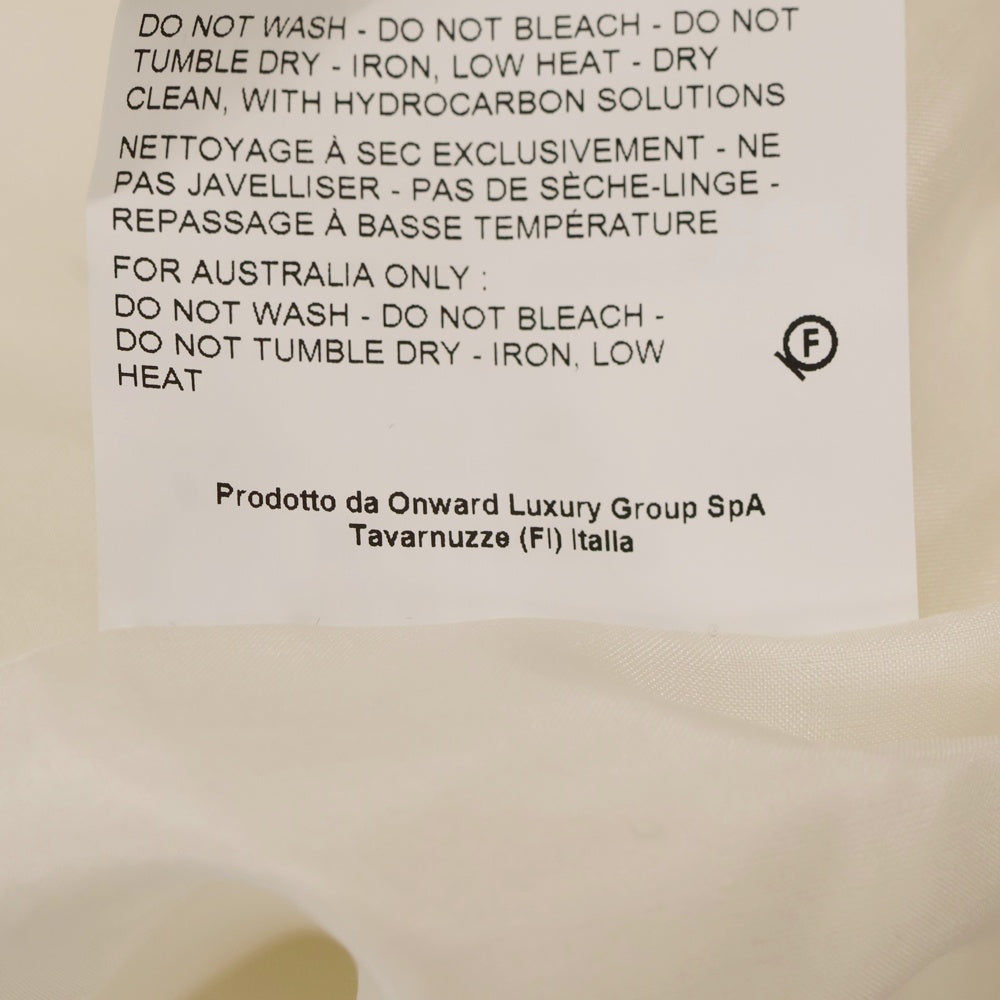 DO NOT WASH - DO NOT BLEACH - DO NOT
TUMBLE DRY - IRON, LOW HEAT - DRY
CLEAN, WITH HYDROCARBON SOLUTIONS
NETTOYAGE À SEC EXCLUSIVEMENT - NE
PAS JAVELLISER - PAS DE SÈCHE-LINGE -
REPASSAGE À BASSE TEMPÉRATURE
FOR AUSTRALIA ONLY :
DO NOT WASH - DO NOT BLEACH -
DO NOT TUMBLE DRY - IRON, LOW
HEAT
F
Prodotto da Onward Luxury Group SpA
Tavarnuzze (FI) Italia